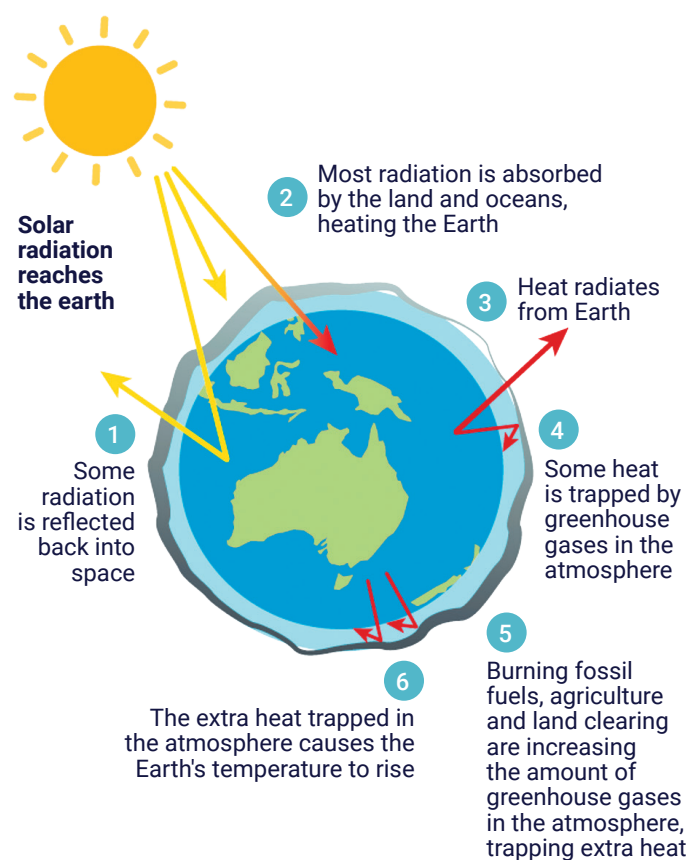 Solar
radiation
reaches
the earth
1
Some
radiation
is reflected
back into
space
2
Most radiation is absorbed
by the land and oceans,
heating the Earth
3
Heat radiates
from Earth
4
Some heat
is trapped by
greenhouse
gases in the
atmosphere
5
Burning fossil
fuels, agriculture
and land clearing
are increasing
the amount of
greenhouse gases
in the atmosphere,
trapping extra heat
6
The extra heat trapped in
the atmosphere causes the
Earth's temperature to rise